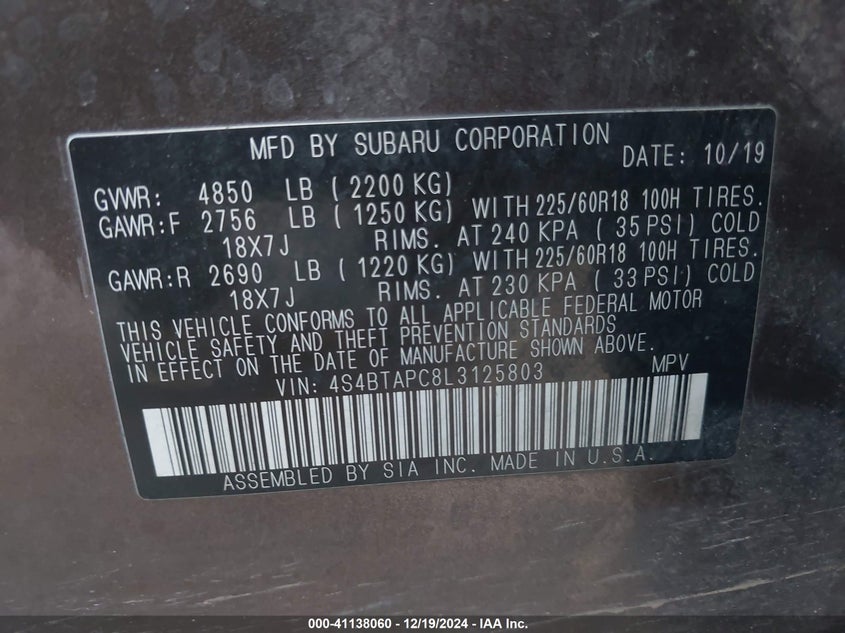 MFD BY SUBARU CORPORATION DATE: 10/19
GVWR: 4850 LB ( 2200 KG)
GAWR:F 2756 LB ( 1250 KG) WITH 225/60R18 100H TIRES.
18X7J RIMS. AT 240 KPA ( 35 PSI) COLD
GAWR:R 2690 LB ( 1220 KG) WITH 225/60R18 100H TIRES.
18X7J RIMS. AT 230 KPA ( 33 PSI) COLD
THIS VEHICLE CONFORMS TO ALL APPLICABLE FEDERAL MOTOR
VEHICLE SAFETY AND THEFT PREVENTION STANDARDS
IN EFFECT ON THE DATE OF MANUFACTURE SHOWN ABOVE.
VIN: 4S4BTAPC8L3125803 MPV
ASSEMBLED BY SIA INC. MADE IN U.S.A.
000-41138060 - 12/19/2024 - IAA Inc.